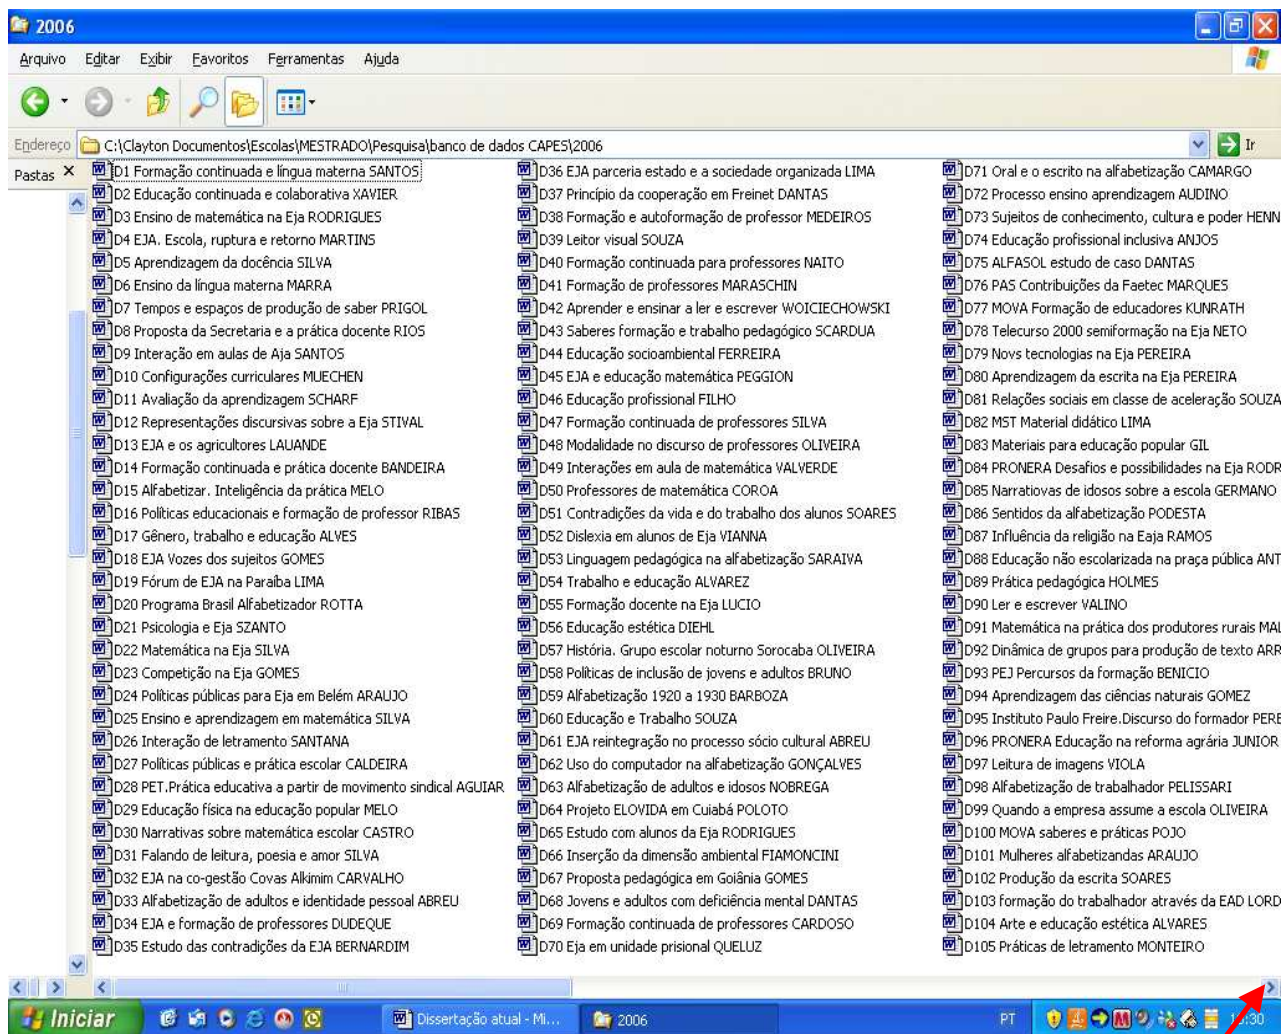 2006
Arquivo Editar Exibir Favoritos Ferramentas Ajuda
Endereço C:\Clayton Documentos\Escolas\MESTRADO\Pesquisa\banco de dados CAPES\2006 Ir
Pastas
D1 Formação continuada e língua materna SANTOS
D2 Educação continuada e colaborativa XAVIER
D3 Ensino de matemática na Eja RODRIGUES
D4 EJA. Escola, ruptura e retorno MARTINS
D5 Aprendizagem da docência SILVA
D6 Ensino da língua materna MARRA
D7 Tempos e espaços de produção de saber PRIGOL
D8 Proposta da Secretaria e a prática docente RIOS
D9 Interação em aulas de Aja SANTOS
D10 Configurações curriculares MUECHEN
D11 Avaliação da aprendizagem SCHARF
D12 Representações discursivas sobre a Eja STIVAL
D13 EJA e os agricultores LAUANDE
D14 Formação continuada e prática docente BANDEIRA
D15 Alfabetizar. Inteligência da prática MELO
D16 Políticas educacionais e formação de professor RIBAS
D17 Gênero, trabalho e educação ALVES
D18 EJA Vozes dos sujeitos GOMES
D19 Fórum de EJA na Paraíba LIMA
D20 Programa Brasil Alfabetizador ROTTA
D21 Psicologia e Eja SZANTO
D22 Matemática na Eja SILVA
D23 Competição na Eja GOMES
D24 Políticas públicas para Eja em Belém ARAUJO
D25 Ensino e aprendizagem em matemática SILVA
D26 Interação de letramento SANTANA
D27 Políticas públicas e prática escolar CALDEIRA
D28 PET.Prática educativa a partir de movimento sindical AGUIAR
D29 Educação física na educação popular MELO
D30 Narrativas sobre matemática escolar CASTRO
D31 Falando de leitura, poesia e amor SILVA
D32 EJA na co-gestão Covas Alkimim CARVALHO
D33 Alfabetização de adultos e identidade pessoal ABREU
D34 EJA e formação de professores DUDEQUE
D35 Estudo das contradições da EJA BERNARDIM
D36 EJA parceria estado e a sociedade organizada LIMA
D37 Princípio da cooperação em Freinet DANTAS
D38 Formação e autoformação de professor MEDEIROS
D39 Leitor visual SOUZA
D40 Formação continuada para professores NAITO
D41 Formação de professores MARASCHIN
D42 Aprender e ensinar a ler e escrever WOICIECHOWSKI
D43 Saberes formação e trabalho pedagógico SCARDUA
D44 Educação socioambiental FERREIRA
D45 EJA e educação matemática PEGGION
D46 Educação profissional FILHO
D47 Formação continuada de professores SILVA
D48 Modalidade no discurso de professores OLIVEIRA
D49 Interações em aula de matemática VALVERDE
D50 Professores de matemática COROA
D51 Contradições da vida e do trabalho dos alunos SOARES
D52 Dislexia em alunos de Eja VIANNA
D53 Linguagem pedagógica na alfabetização SARAIVA
D54 Trabalho e educação ALVAREZ
D55 Formação docente na Eja LUCIO
D56 Educação estética DIEHL
D57 História. Grupo escolar noturno Sorocaba OLIVEIRA
D58 Políticas de inclusão de jovens e adultos BRUNO
D59 Alfabetização 1920 a 1930 BARBOZA
D60 Educação e Trabalho SOUZA
D61 EJA reintegração no processo sócio cultural ABREU
D62 Uso do computador na alfabetização GONÇALVES
D63 Alfabetização de adultos e idosos NOBREGA
D64 Projeto ELOVIDA em Cuiabá POLOTO
D65 Estudo com alunos da Eja RODRIGUES
D66 Inserção da dimensão ambiental FIAMONCINI
D67 Proposta pedagógica em Goiânia GOMES
D68 Jovens e adultos com deficiência mental DANTAS
D69 Formação continuada de professores CARDOSO
D70 Eja em unidade prisional QUELUZ
D71 Oral e o escrito na alfabetização CAMARGO
D72 Processo ensino aprendizagem AUDINO
D73 Sujeitos de conhecimento, cultura e poder HENN
D74 Educação profissional inclusiva ANJOS
D75 ALFASOL estudo de caso DANTAS
D76 PAS Contribuições da Faetec MARQUES
D77 MOVA Formação de educadores KUNRATH
D78 Telecurso 2000 semiformação na Eja NETO
D79 Novs tecnologias na Eja PEREIRA
D80 Aprendizagem da escrita na Eja PEREIRA
D81 Relações sociais em classe de aceleração SOUZA
D82 MST Material didático LIMA
D83 Materiais para educação popular GIL
D84 PRONERA Desafios e possibilidades na Eja RODR
D85 Narratiovas de idosos sobre a escola GERMANO
D86 Sentidos da alfabetização PODESTA
D87 Influência da religião na Eaja RAMOS
D88 Educação não escolarizada na praça pública ANT
D89 Prática pedagógica HOLMES
D90 Ler e escrever VALINO
D91 Matemática na prática dos produtores rurais MAL
D92 Dinâmica de grupos para produção de texto ARR
D93 PEJ Percursos da formação BENICIO
D94 Aprendizagem das ciências naturais GOMEZ
D95 Instituto Paulo Freire.Discurso do formador PERE
D96 PRONERA Educação na reforma agrária JUNIOR
D97 Leitura de imagens VIOLA
D98 Alfabetização de trabalhador PELISSARI
D99 Quando a empresa assume a escola OLIVEIRA
D100 MOVA saberes e práticas POJO
D101 Mulheres alfabetizandas ARAUJO
D102 Produção da escrita SOARES
D103 formação do trabalhador através da EAD LORD
D104 Arte e educação estética ALVARES
D105 Práticas de letramento MONTEIRO
Iniciar Dissertação atual - Mi... 2006 PT